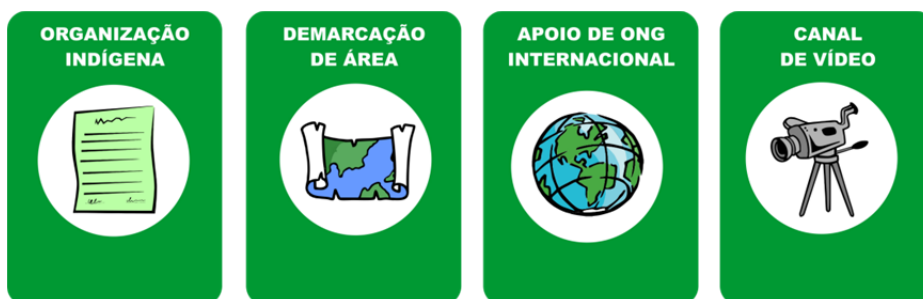 ORGANIZAÇÃO
INDÍGENA
DEMARCAÇÃO
DE ÁREA
APOIO DE ONG
INTERNACIONAL
CANAL
DE VÍDEO